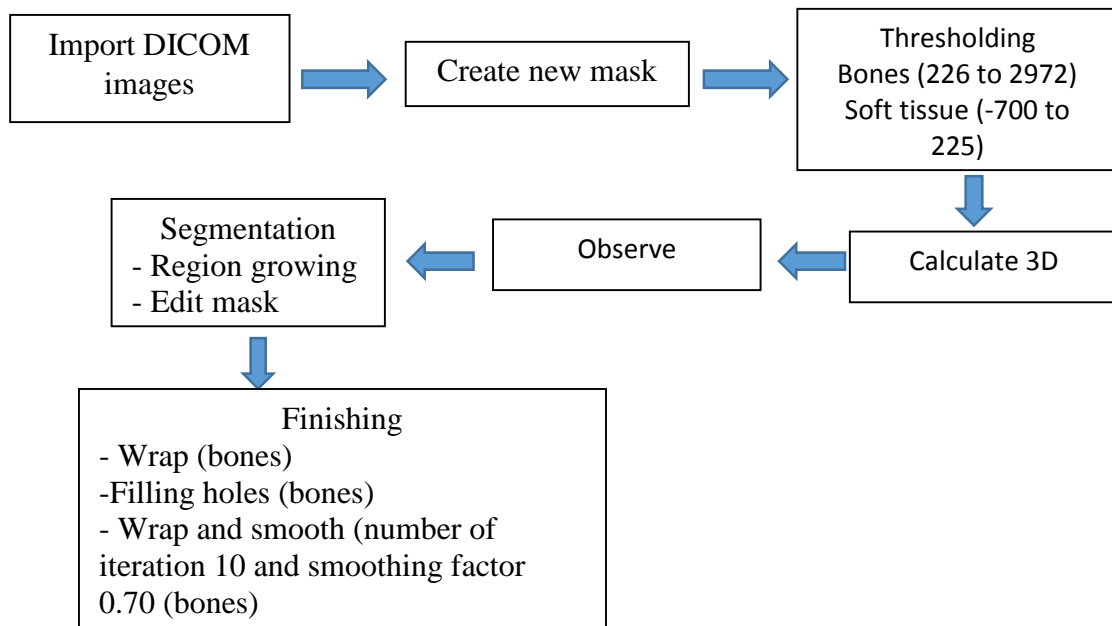 Import DICOM
images
Create new mask
Thresholding
Bones (226 to 2972)
Soft tissue (-700 to
225)
Calculate 3D
Observe
Segmentation
- Region growing
- Edit mask
Finishing
- Wrap (bones)
-Filling holes (bones)
- Wrap and smooth (number of
iteration 10 and smoothing factor
0.70 (bones)